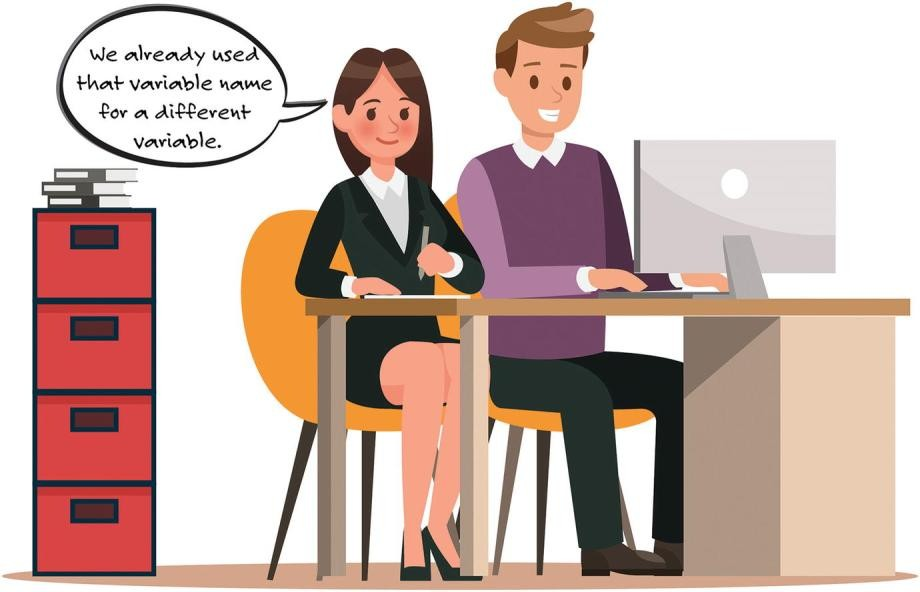 We already used
that variable name
for a different
variable.